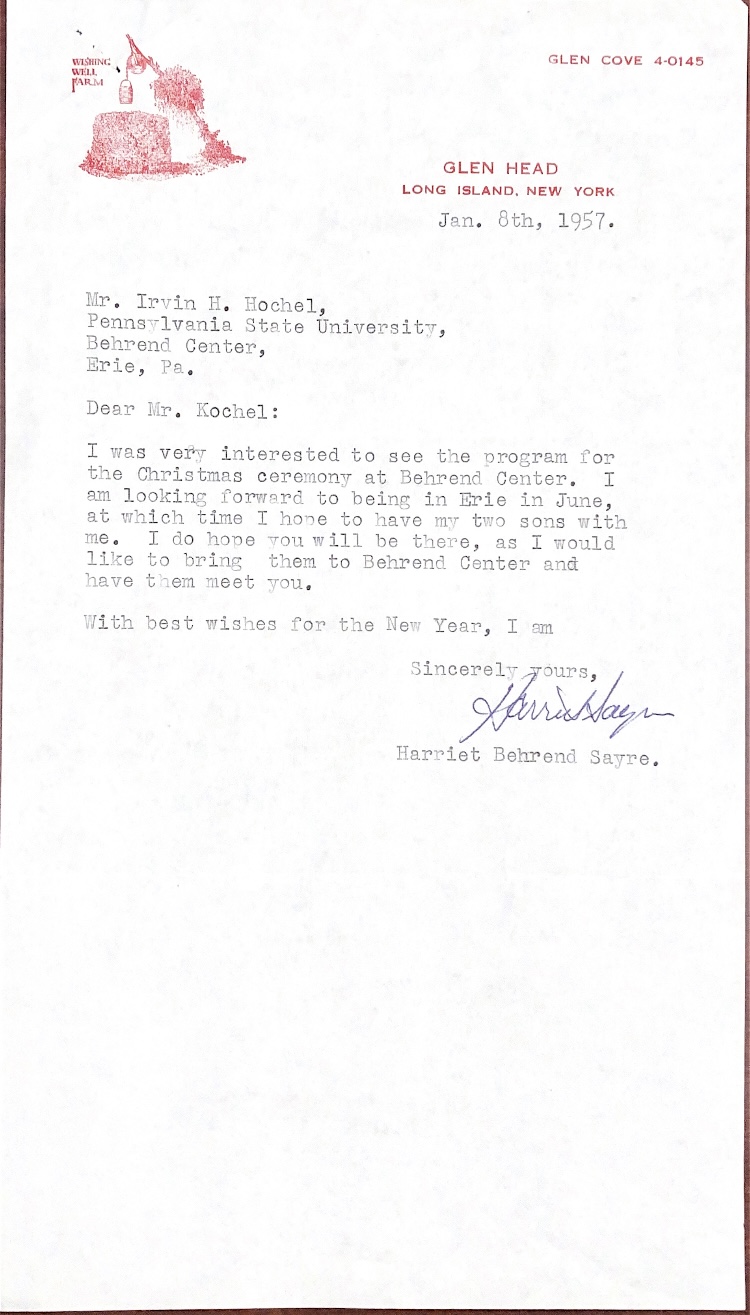 WISHING
WELL
FARM
GLEN COVE 4-0145
GLEN HEAD
LONG ISLAND, NEW YORK
Jan. 8th, 1957.
Mr. Irvin H. Hochel,
Pennsylvania State University,
Behrend Center,
Erie, Pa.
Dear Mr. Kochel:
I was very interested to see the program for
the Christmas ceremony at Behrend Center. I
am looking forward to being in Erie in June,
at which time I hope to have my two sons with
me. I do hope you will be there, as I would
like to bring them to Behrend Center and
have them meet you.
With best wishes for the New Year, I am
Sincerely yours,
Harriet Sayre
Harriet Behrend Sayre.